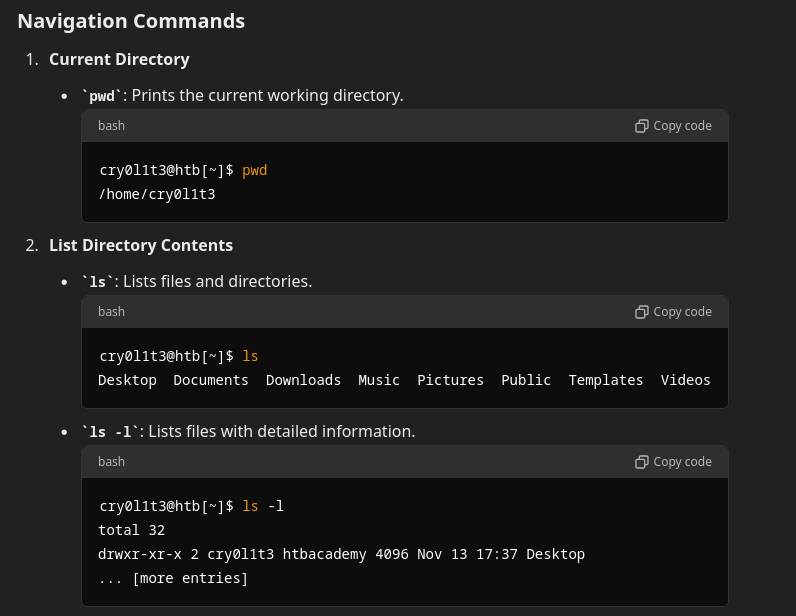 Navigation Commands
1. Current Directory
• `pwd`: Prints the current working directory.
bash Copy code
cry0l1t3@htb[~]$ pwd
/home/cry0l1t3
2. List Directory Contents
• `ls`: Lists files and directories.
bash Copy code
cry0l1t3@htb[~]$ ls
Desktop  Documents  Downloads  Music  Pictures  Public  Templates  Videos
• `ls -l`: Lists files with detailed information.
bash Copy code
cry0l1t3@htb[~]$ ls -l
total 32
drwxr-xr-x 2 cry0l1t3 htbacademy 4096 Nov 13 17:37 Desktop
... [more entries]